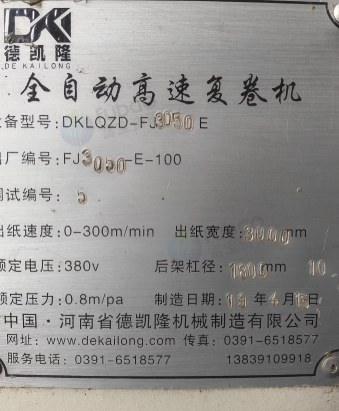 DK
德凯隆
DE KAILONG
全自动高速复卷机
设备型号: DKLQZD-FJ3050 E
出厂编号: FJ3050-E-100
调试编号: 5
出纸速度: 0-300m/min 出纸宽度: 3000mm
额定电压: 380v 后架杠径: 1500mm 10
额定压力: 0.8m/pa 制造日期: 年4月 日
中国·河南省德凯隆机械制造有限公司
网址: www.dekailong.com 传真: 0391-6518577
服务电话: 0391-6518577 13839109918